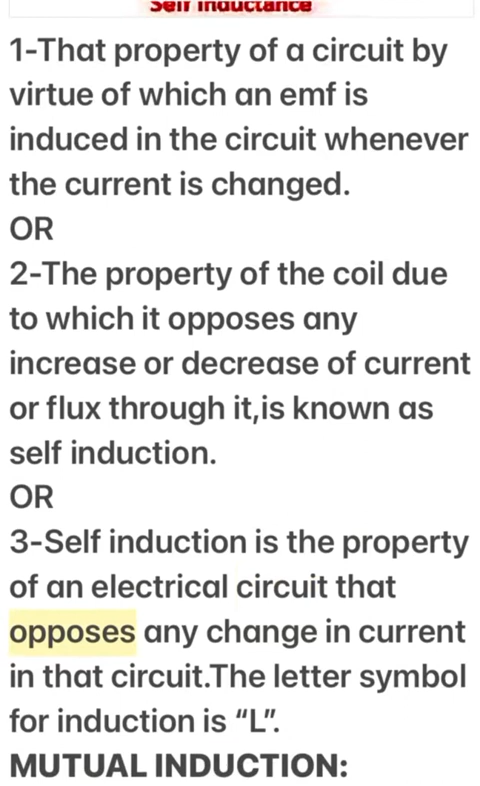 Self Inductance
1-That property of a circuit by
virtue of which an emf is
induced in the circuit whenever
the current is changed.
OR
2-The property of the coil due
to which it opposes any
increase or decrease of current
or flux through it,is known as
self induction.
OR
3-Self induction is the property
of an electrical circuit that
opposes any change in current
in that circuit.The letter symbol
for induction is “L”.
MUTUAL INDUCTION: